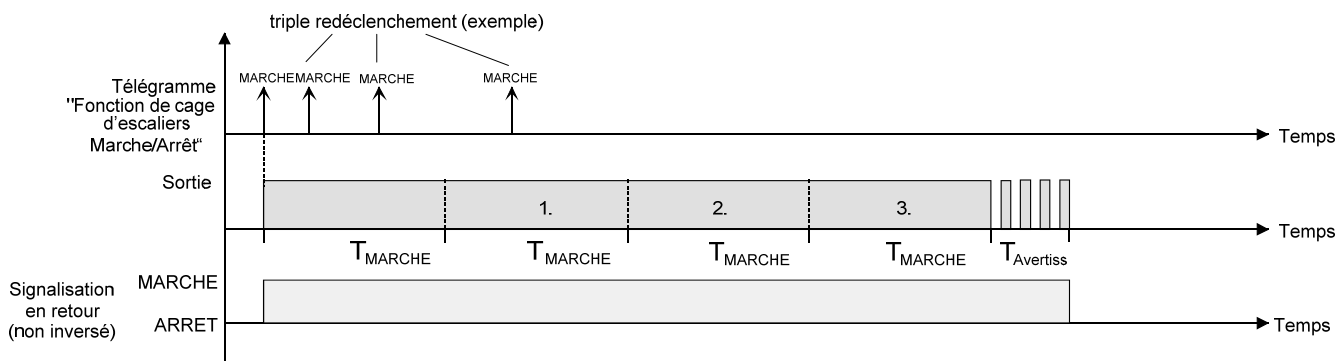 triple redéclenchement (exemple)
MARCHE MARCHE MARCHE MARCHE
Télégramme
"Fonction de cage
d'escaliers
Marche/Arrêt“
Temps
Sortie
1. 2. 3.
Temps
TMARCHE TMARCHE TMARCHE TMARCHE TAvertiss
MARCHE
Signalisation
en retour
(non inversé)
ARRET
Temps